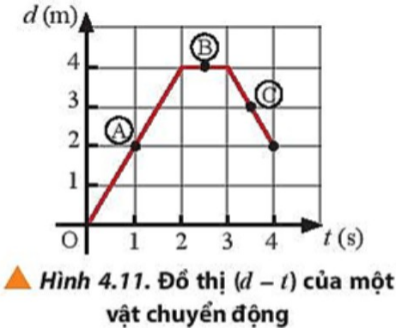 d (m)
4
3
2
1
O
1
2
3
4
t (s)
A
B
C
Hình 4.11. Đồ thị (d – t) của một
vật chuyển động